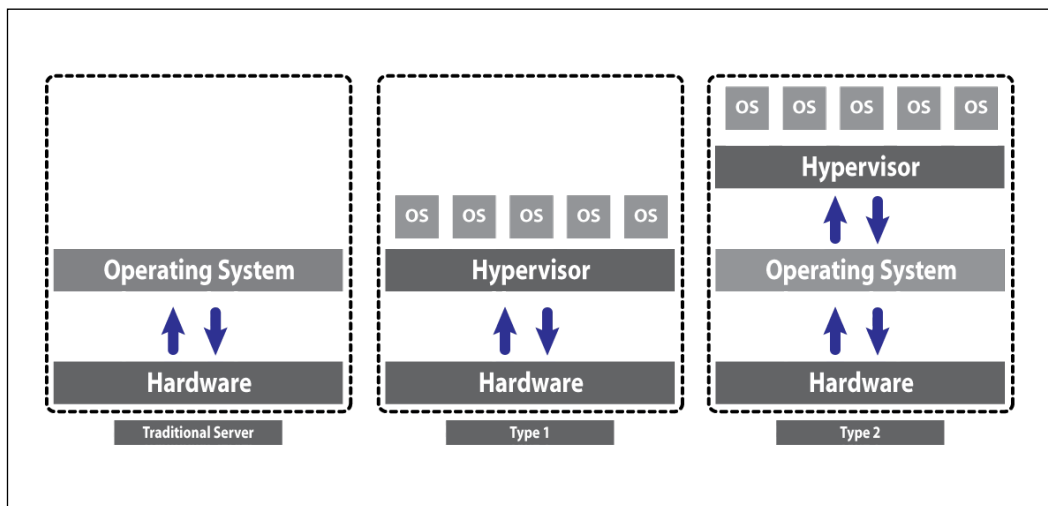 Operating System
Hardware
Traditional Server
OS OS OS OS OS
Hypervisor
Hardware
Type 1
OS OS OS OS OS
Hypervisor
Operating System
Hardware
Type 2